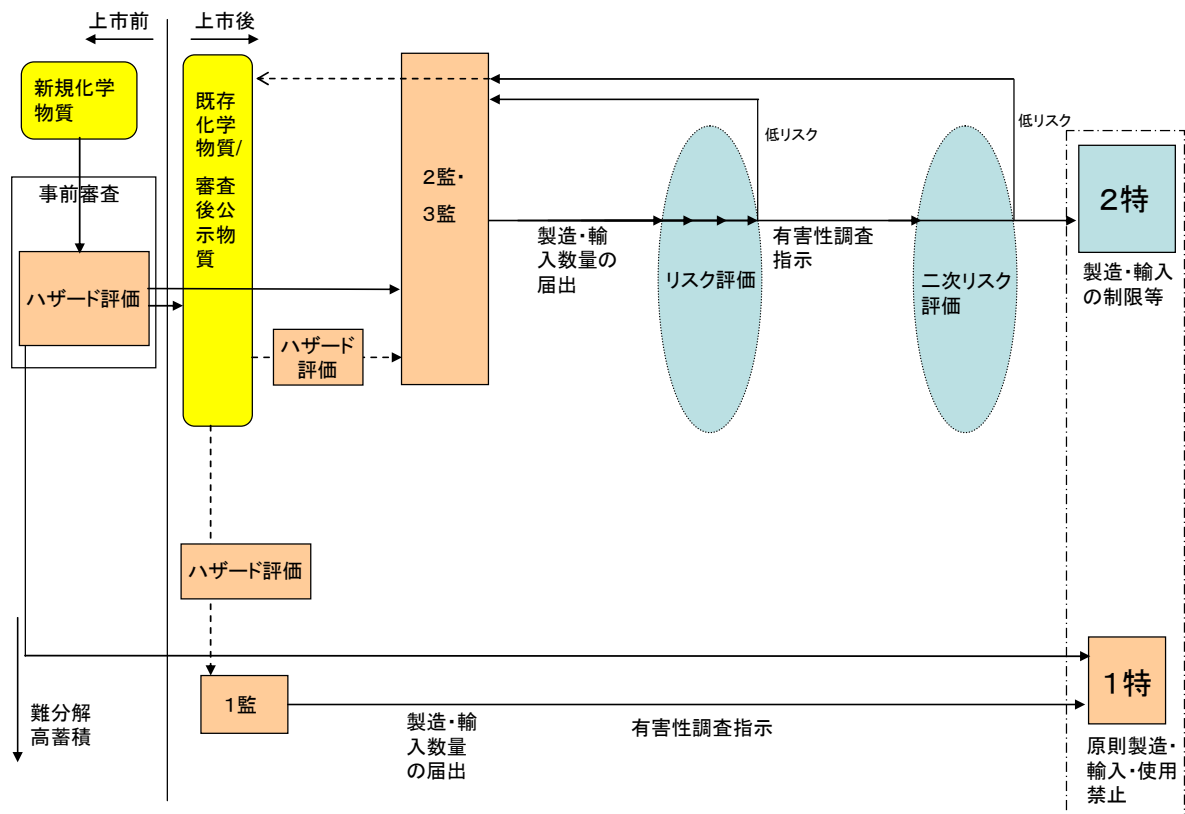 上市前
上市後
新規化学
物質
事前審査
ハザード評価
既存
化学
物質/
審査
後公
示物
質
ハザード
評価
2監・
3監
製造・輸
入数量の
届出
リスク評価
低リスク
有害性調査
指示
二次リスク
評価
低リスク
2特
製造・輸入
の制限等
ハザード評価
難分解
高蓄積
1監
製造・輸
入数量
の届出
有害性調査指示
1特
原則製造・
輸入・使用
禁止